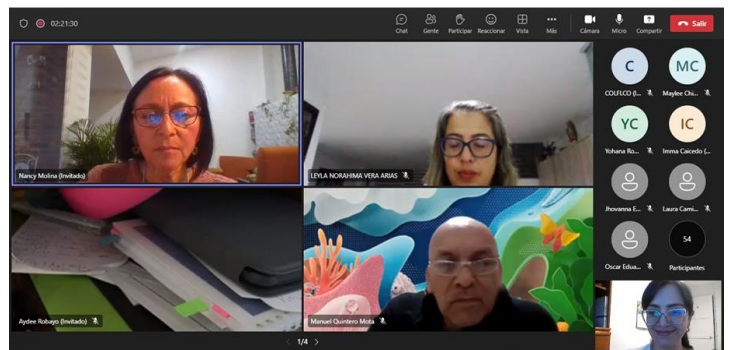 02:21:30
Chat Gente Participar Reaccionar Vista Más Cámara Micro Compartir Salir
Nancy Molina (Invitado)
LEYLA NORAHIMA VERA ARIAS
Aydee Robayo (Invitado)
Manuel Quintero Mota
1/4
C MC
COLFI.CO (I... Maylee Chi...
YC IC
Yohana Ro... Imma Caicedo (...
Jhovanna E... Laura Cami...
54
Oscar Edua... Participantes